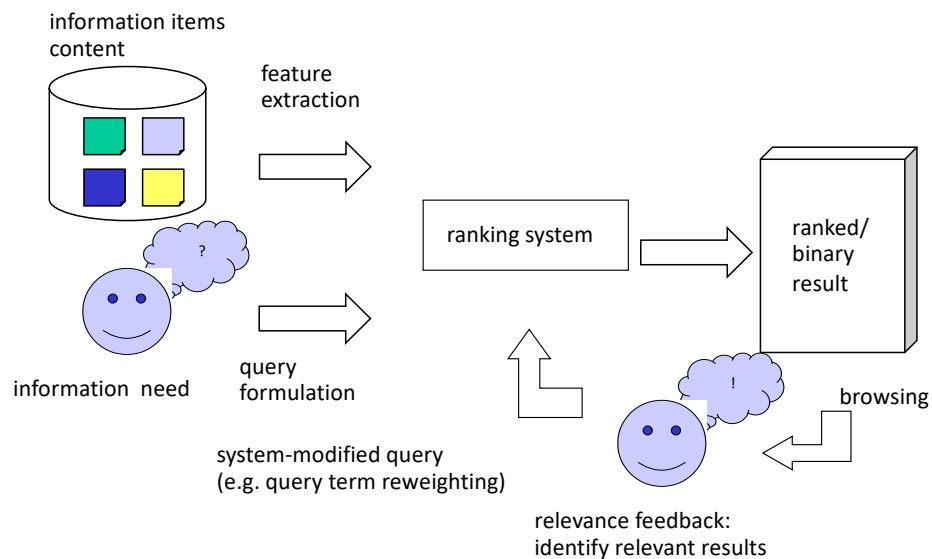 information items
content
feature
extraction
?
ranking system
ranked/
binary
result
information need
query
formulation
!
browsing
system-modified query
(e.g. query term reweighting)
relevance feedback:
identify relevant results